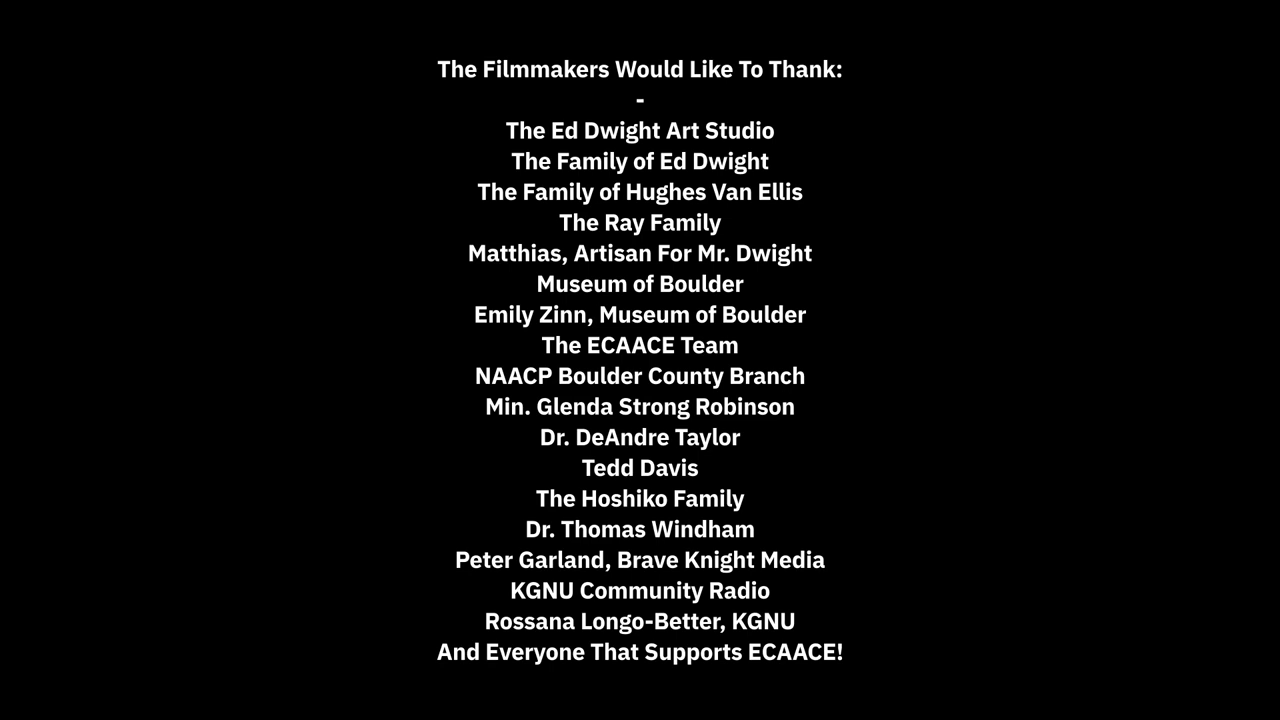 The Filmmakers Would Like To Thank:
-
The Ed Dwight Art Studio
The Family of Ed Dwight
The Family of Hughes Van Ellis
The Ray Family
Matthias, Artisan For Mr. Dwight
Museum of Boulder
Emily Zinn, Museum of Boulder
The ECAACE Team
NAACP Boulder County Branch
Min. Glenda Strong Robinson
Dr. DeAndre Taylor
Tedd Davis
The Hoshiko Family
Dr. Thomas Windham
Peter Garland, Brave Knight Media
KGNU Community Radio
Rossana Longo-Better, KGNU
And Everyone That Supports ECAACE!